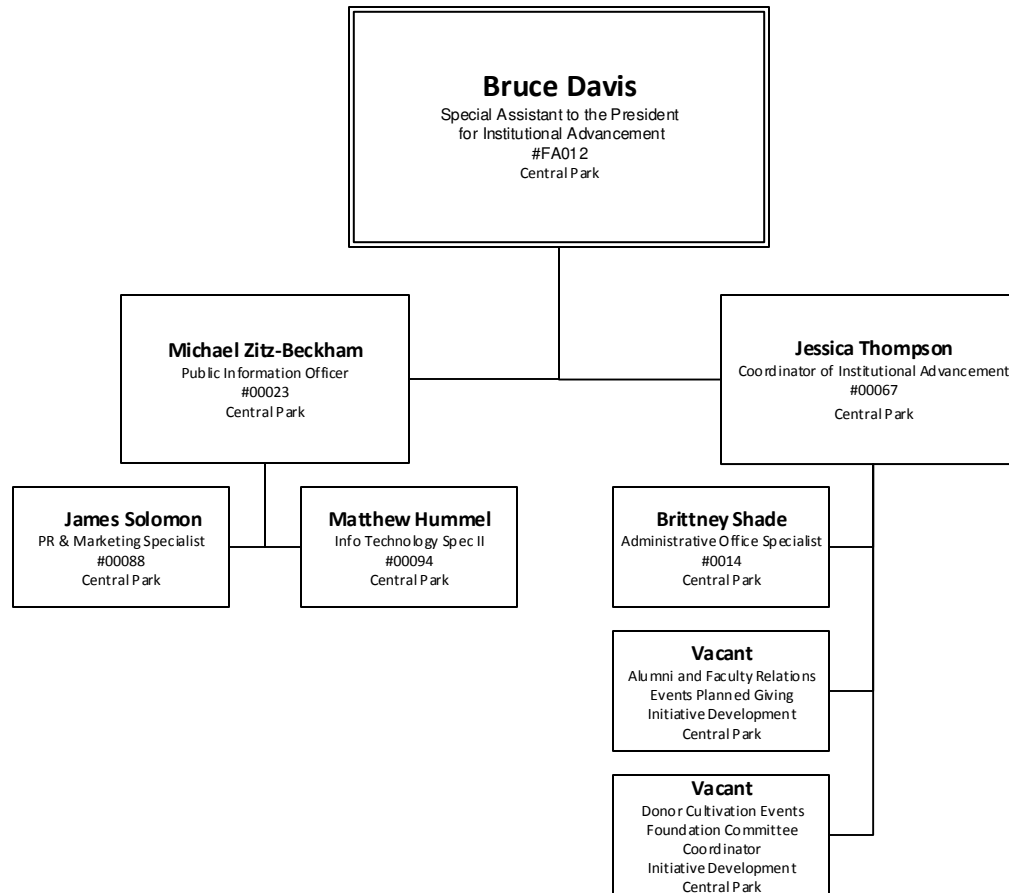 Bruce Davis
Special Assistant to the President
for Institutional Advancement
#FA012
Central Park
Michael Zitz-Beckham
Public Information Officer
#00023
Central Park
Jessica Thompson
Coordinator of Institutional Advancement
#00067
Central Park
James Solomon
PR & Marketing Specialist
#00088
Central Park
Matthew Hummel
Info Technology Spec II
#00094
Central Park
Brittney Shade
Administrative Office Specialist
#0014
Central Park
Vacant
Alumni and Faculty Relations
Events Planned Giving
Initiative Development
Central Park
Vacant
Donor Cultivation Events
Foundation Committee
Coordinator
Initiative Development
Central Park